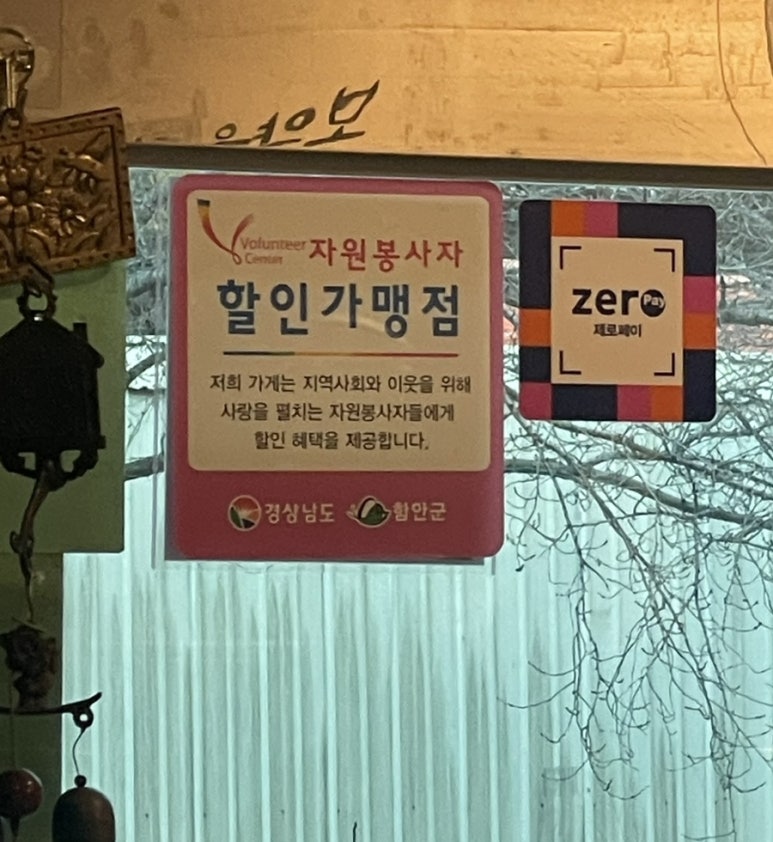 Volunteer
Center
자원봉사자
할인가맹점
저희 가게는 지역사회와 이웃을 위해
사랑을 펼치는 자원봉사자들에게
할인 혜택을 제공합니다.
경상남도 함안군
zero Pay
제로페이